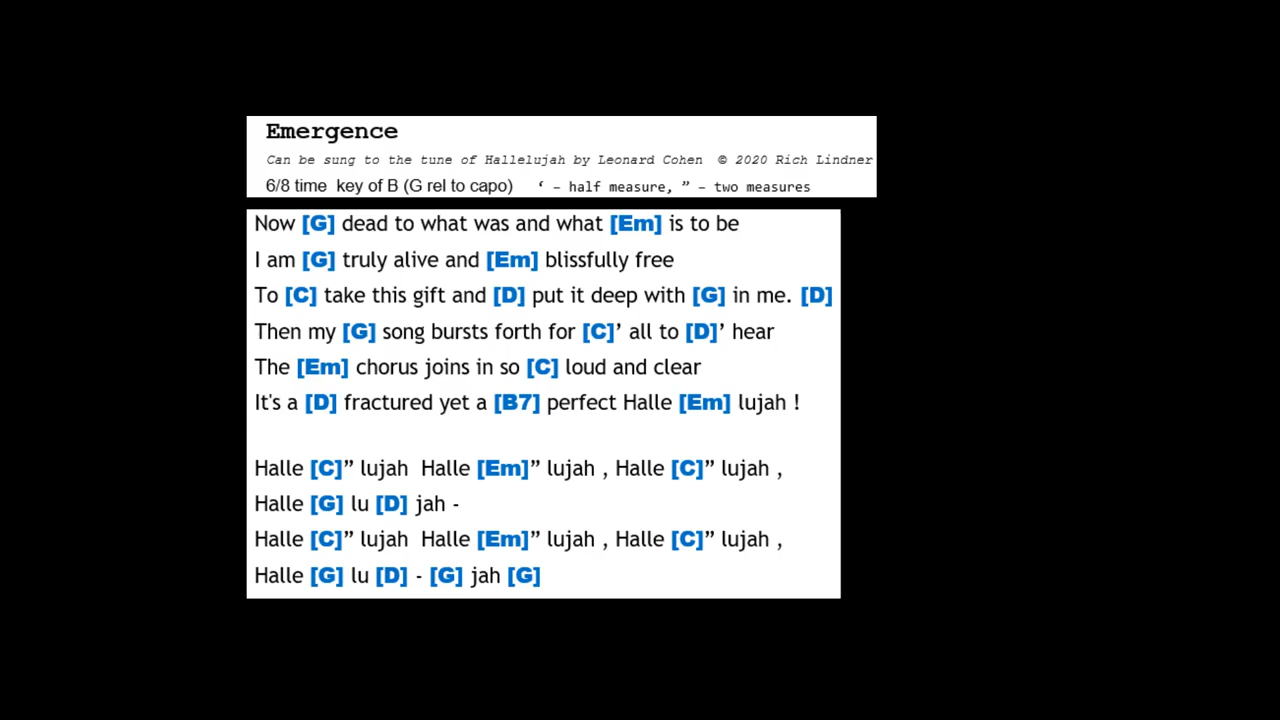 Emergence
Can be sung to the tune of Hallelujah by Leonard Cohen © 2020 Rich Lindner
6/8 time key of B (G rel to capo) ‘ – half measure, ” – two measures
Now [G] dead to what was and what [Em] is to be
I am [G] truly alive and [Em] blissfully free
To [C] take this gift and [D] put it deep with [G] in me. [D]
Then my [G] song bursts forth for [C]’ all to [D]’ hear
The [Em] chorus joins in so [C] loud and clear
It's a [D] fractured yet a [B7] perfect Halle [Em] lujah !
Halle [C]” lujah Halle [Em]” lujah , Halle [C]” lujah ,
Halle [G] lu [D] jah -
Halle [C]” lujah Halle [Em]” lujah , Halle [C]” lujah ,
Halle [G] lu [D] - [G] jah [G]